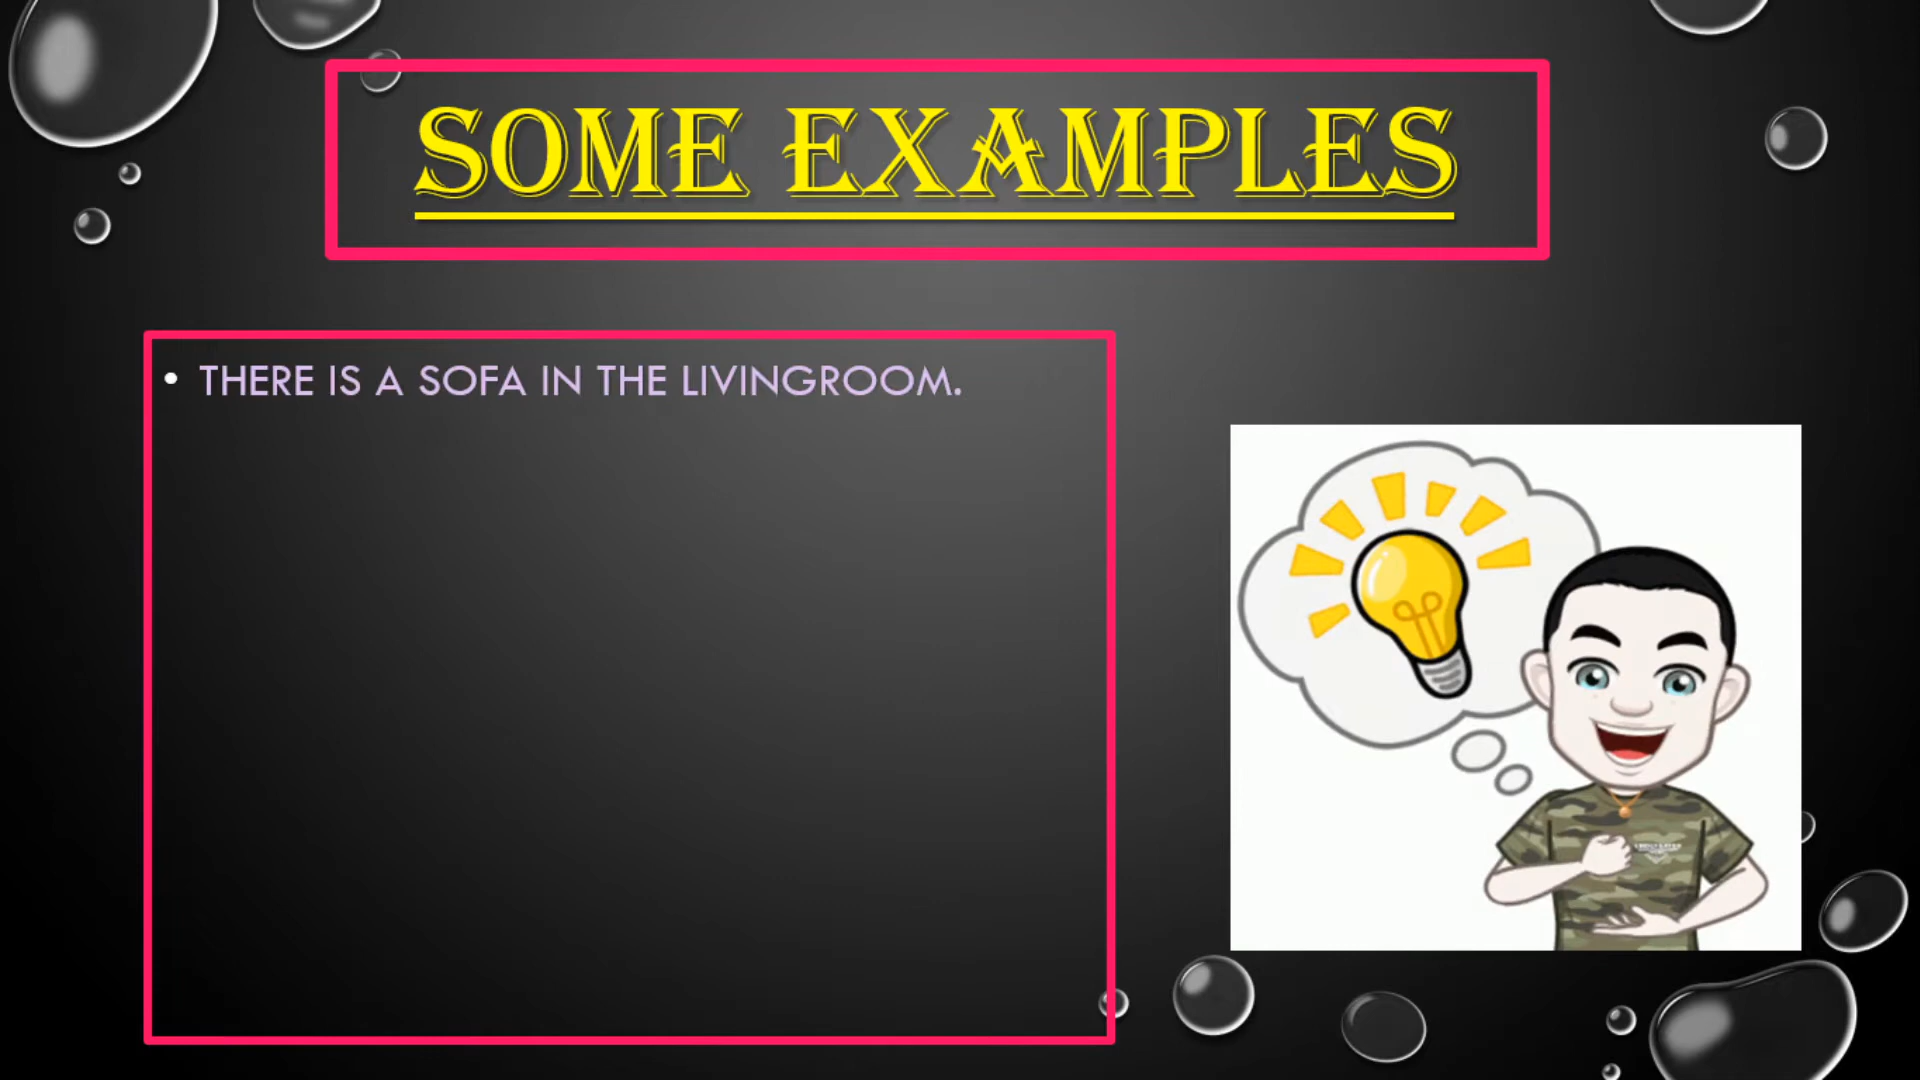 SOME EXAMPLES
• THERE IS A SOFA IN THE LIVINGROOM.